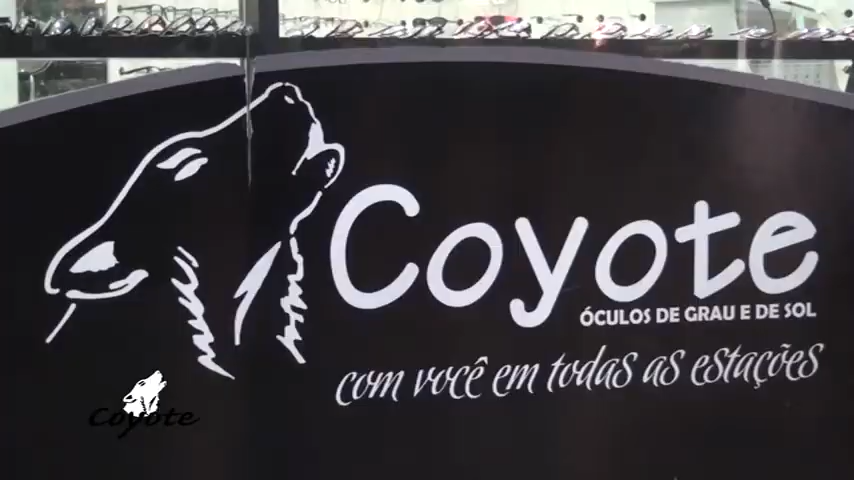 Coyote
ÓCULOS DE GRAU E DE SOL
com você em todas as estações
Coyote